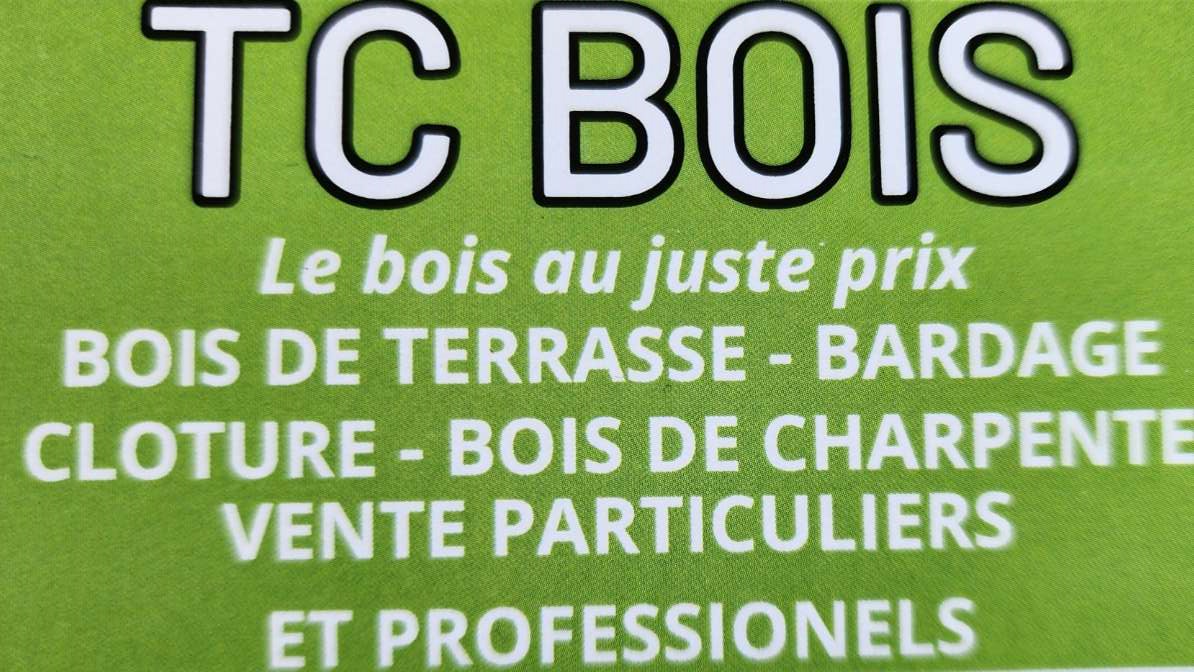 TC BOIS
Le bois au juste prix
BOIS DE TERRASSE - BARDAGE
CLOTURE - BOIS DE CHARPENTE
VENTE PARTICULIERS
ET PROFESSIONELS